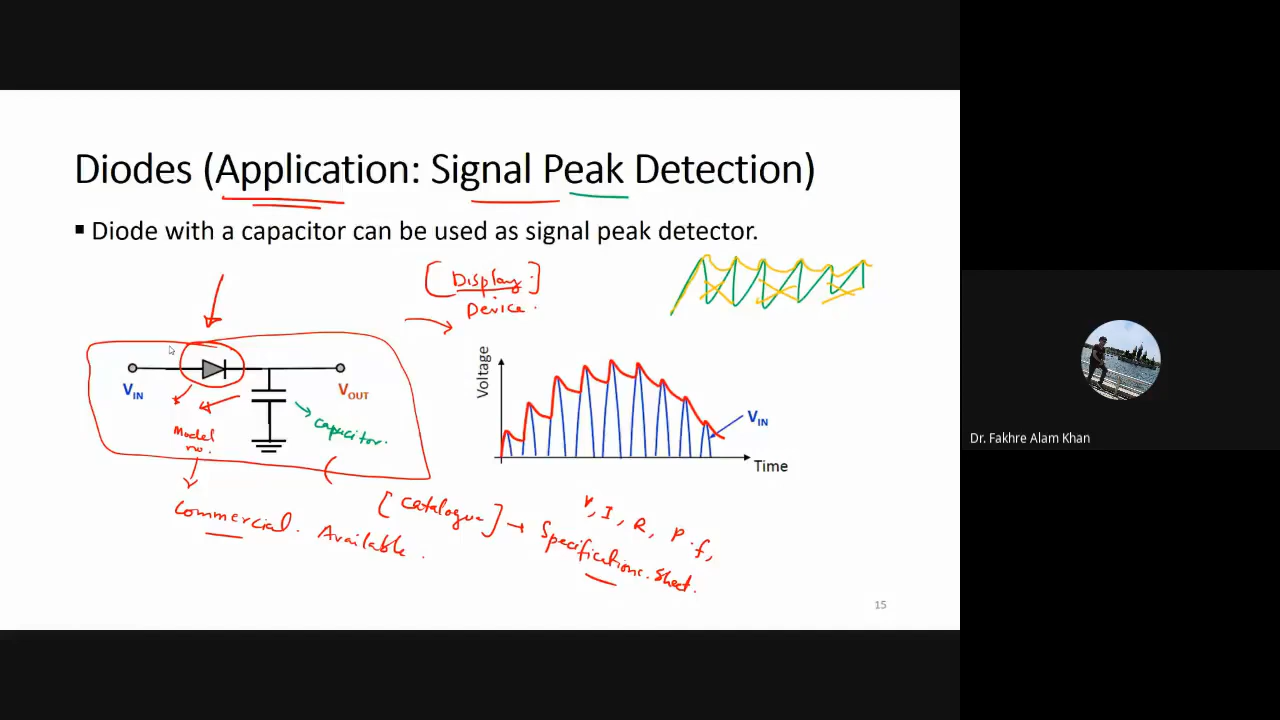 Diodes (Application: Signal Peak Detection)
▪ Diode with a capacitor can be used as signal peak detector.
[Display]
Device.
VIN
VOUT
Model
no.
capacitor.
Voltage
VIN
Time
Commercial. Available.
[Catalogue] → Specifications. Sheet.
V, I, R, P.f,
15
Dr. Fakhre Alam Khan